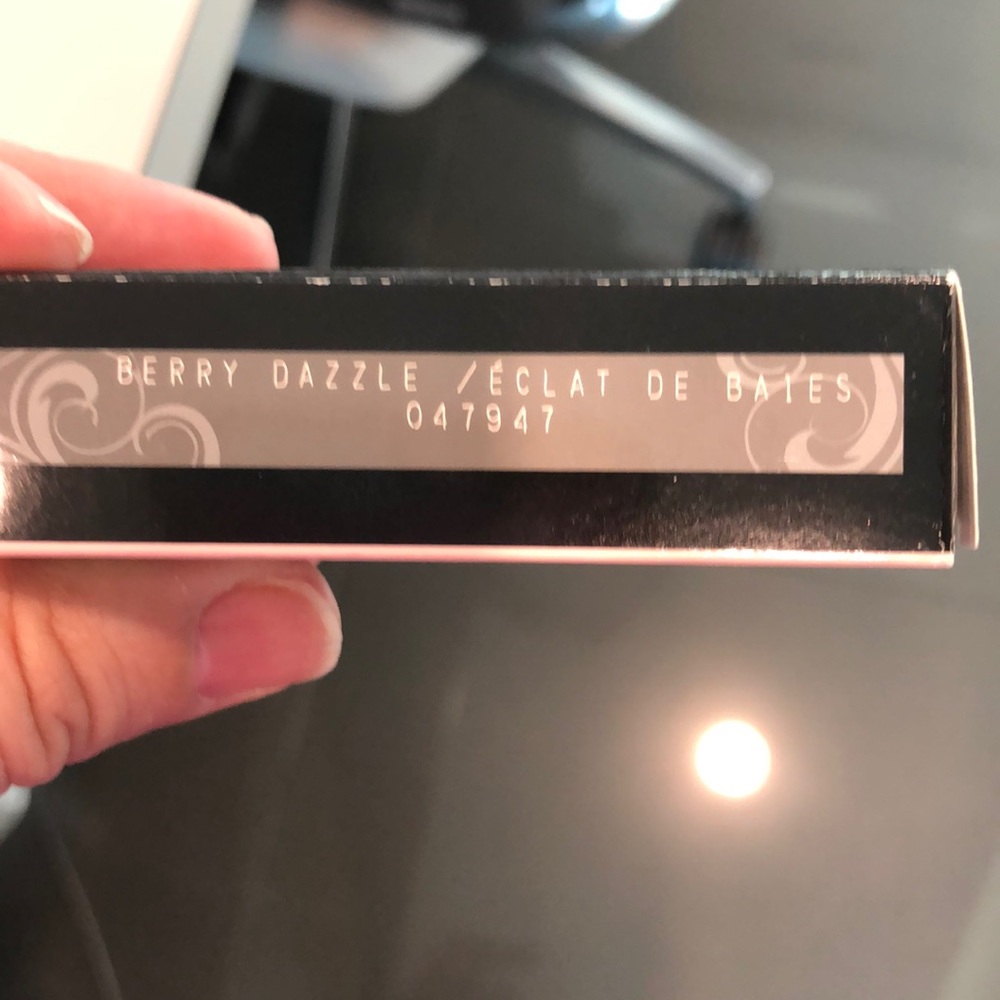 BERRY DAZZLE /ÉCLAT DE BAIES
047947